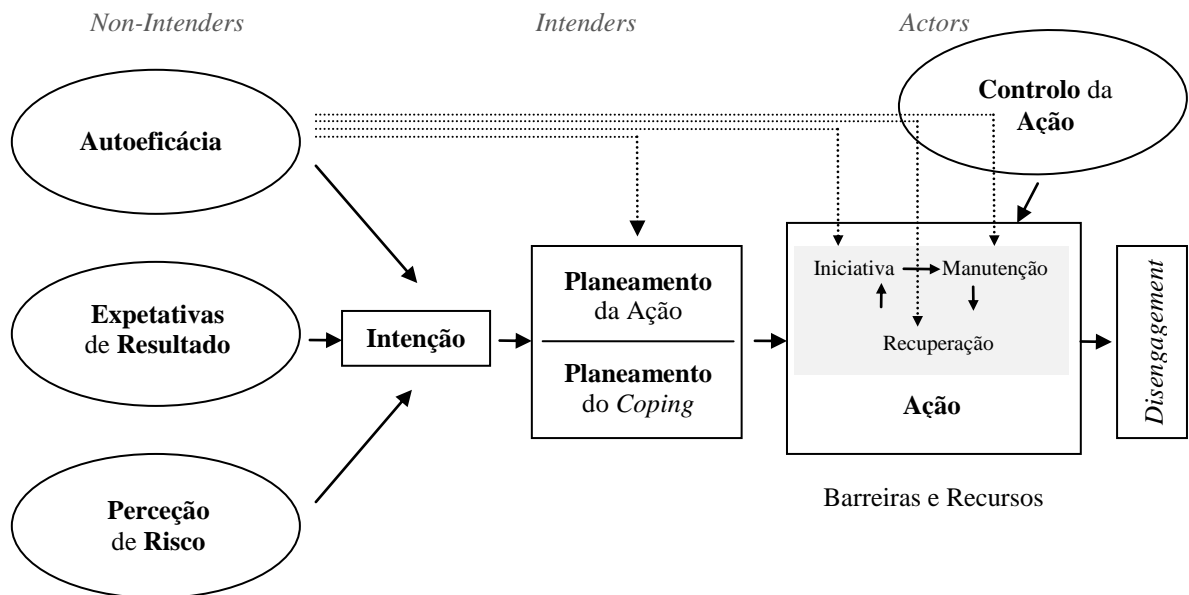 Non-Intenders
Intenders
Actors
Autoeficácia
Controlo da
Ação
Expetativas
de Resultado
Intenção
Planeamento
da Ação
Planeamento
do Coping
Iniciativa
Manutenção
Recuperação
Ação
Disengagement
Barreiras e Recursos
Perceção
de Risco